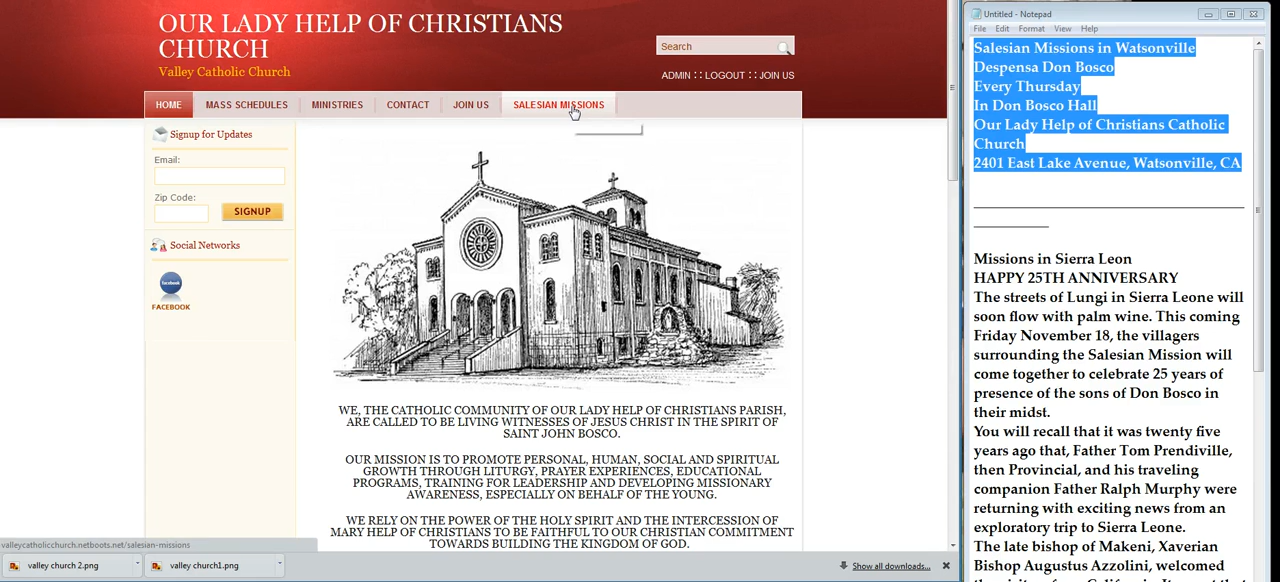 OUR LADY HELP OF CHRISTIANS
CHURCH
Valley Catholic Church
Search
ADMIN :: LOGOUT :: JOIN US
HOME MASS SCHEDULES MINISTRIES CONTACT JOIN US SALESIAN MISSIONS
Signup for Updates
Email:
Zip Code:
SIGNUP
Social Networks
facebook
FACEBOOK
WE, THE CATHOLIC COMMUNITY OF OUR LADY HELP OF CHRISTIANS PARISH,
ARE CALLED TO BE LIVING WITNESSES OF JESUS CHRIST IN THE SPIRIT OF
SAINT JOHN BOSCO.
OUR MISSION IS TO PROMOTE PERSONAL, HUMAN, SOCIAL AND SPIRITUAL
GROWTH THROUGH LITURGY, PRAYER EXPERIENCES, EDUCATIONAL
PROGRAMS, TRAINING FOR LEADERSHIP AND DEVELOPING MISSIONARY
AWARENESS, ESPECIALLY ON BEHALF OF THE YOUNG.
WE RELY ON THE POWER OF THE HOLY SPIRIT AND THE INTERCESSION OF
MARY HELP OF CHRISTIANS TO BE FAITHFUL TO OUR CHRISTIAN COMMITMENT
TOWARDS BUILDING THE KINGDOM OF GOD.
valleycatholicchurch.netboots.net/salesian-missions
valley church 2.png
valley church1.png
Show all downloads...
Untitled - Notepad
File Edit Format View Help
Salesian Missions in Watsonville
Despensa Don Bosco
Every Thursday
In Don Bosco Hall
Our Lady Help of Christians Catholic
Church
2401 East Lake Avenue, Watsonville, CA
Missions in Sierra Leon
HAPPY 25TH ANNIVERSARY
The streets of Lungi in Sierra Leone will
soon flow with palm wine. This coming
Friday November 18, the villagers
surrounding the Salesian Mission will
come together to celebrate 25 years of
presence of the sons of Don Bosco in
their midst.
You will recall that it was twenty five
years ago that, Father Tom Prendiville,
then Provincial, and his traveling
companion Father Ralph Murphy were
returning with exciting news from an
exploratory trip to Sierra Leone.
The late bishop of Makeni, Xaverian
Bishop Augustus Azzolini, welcomed